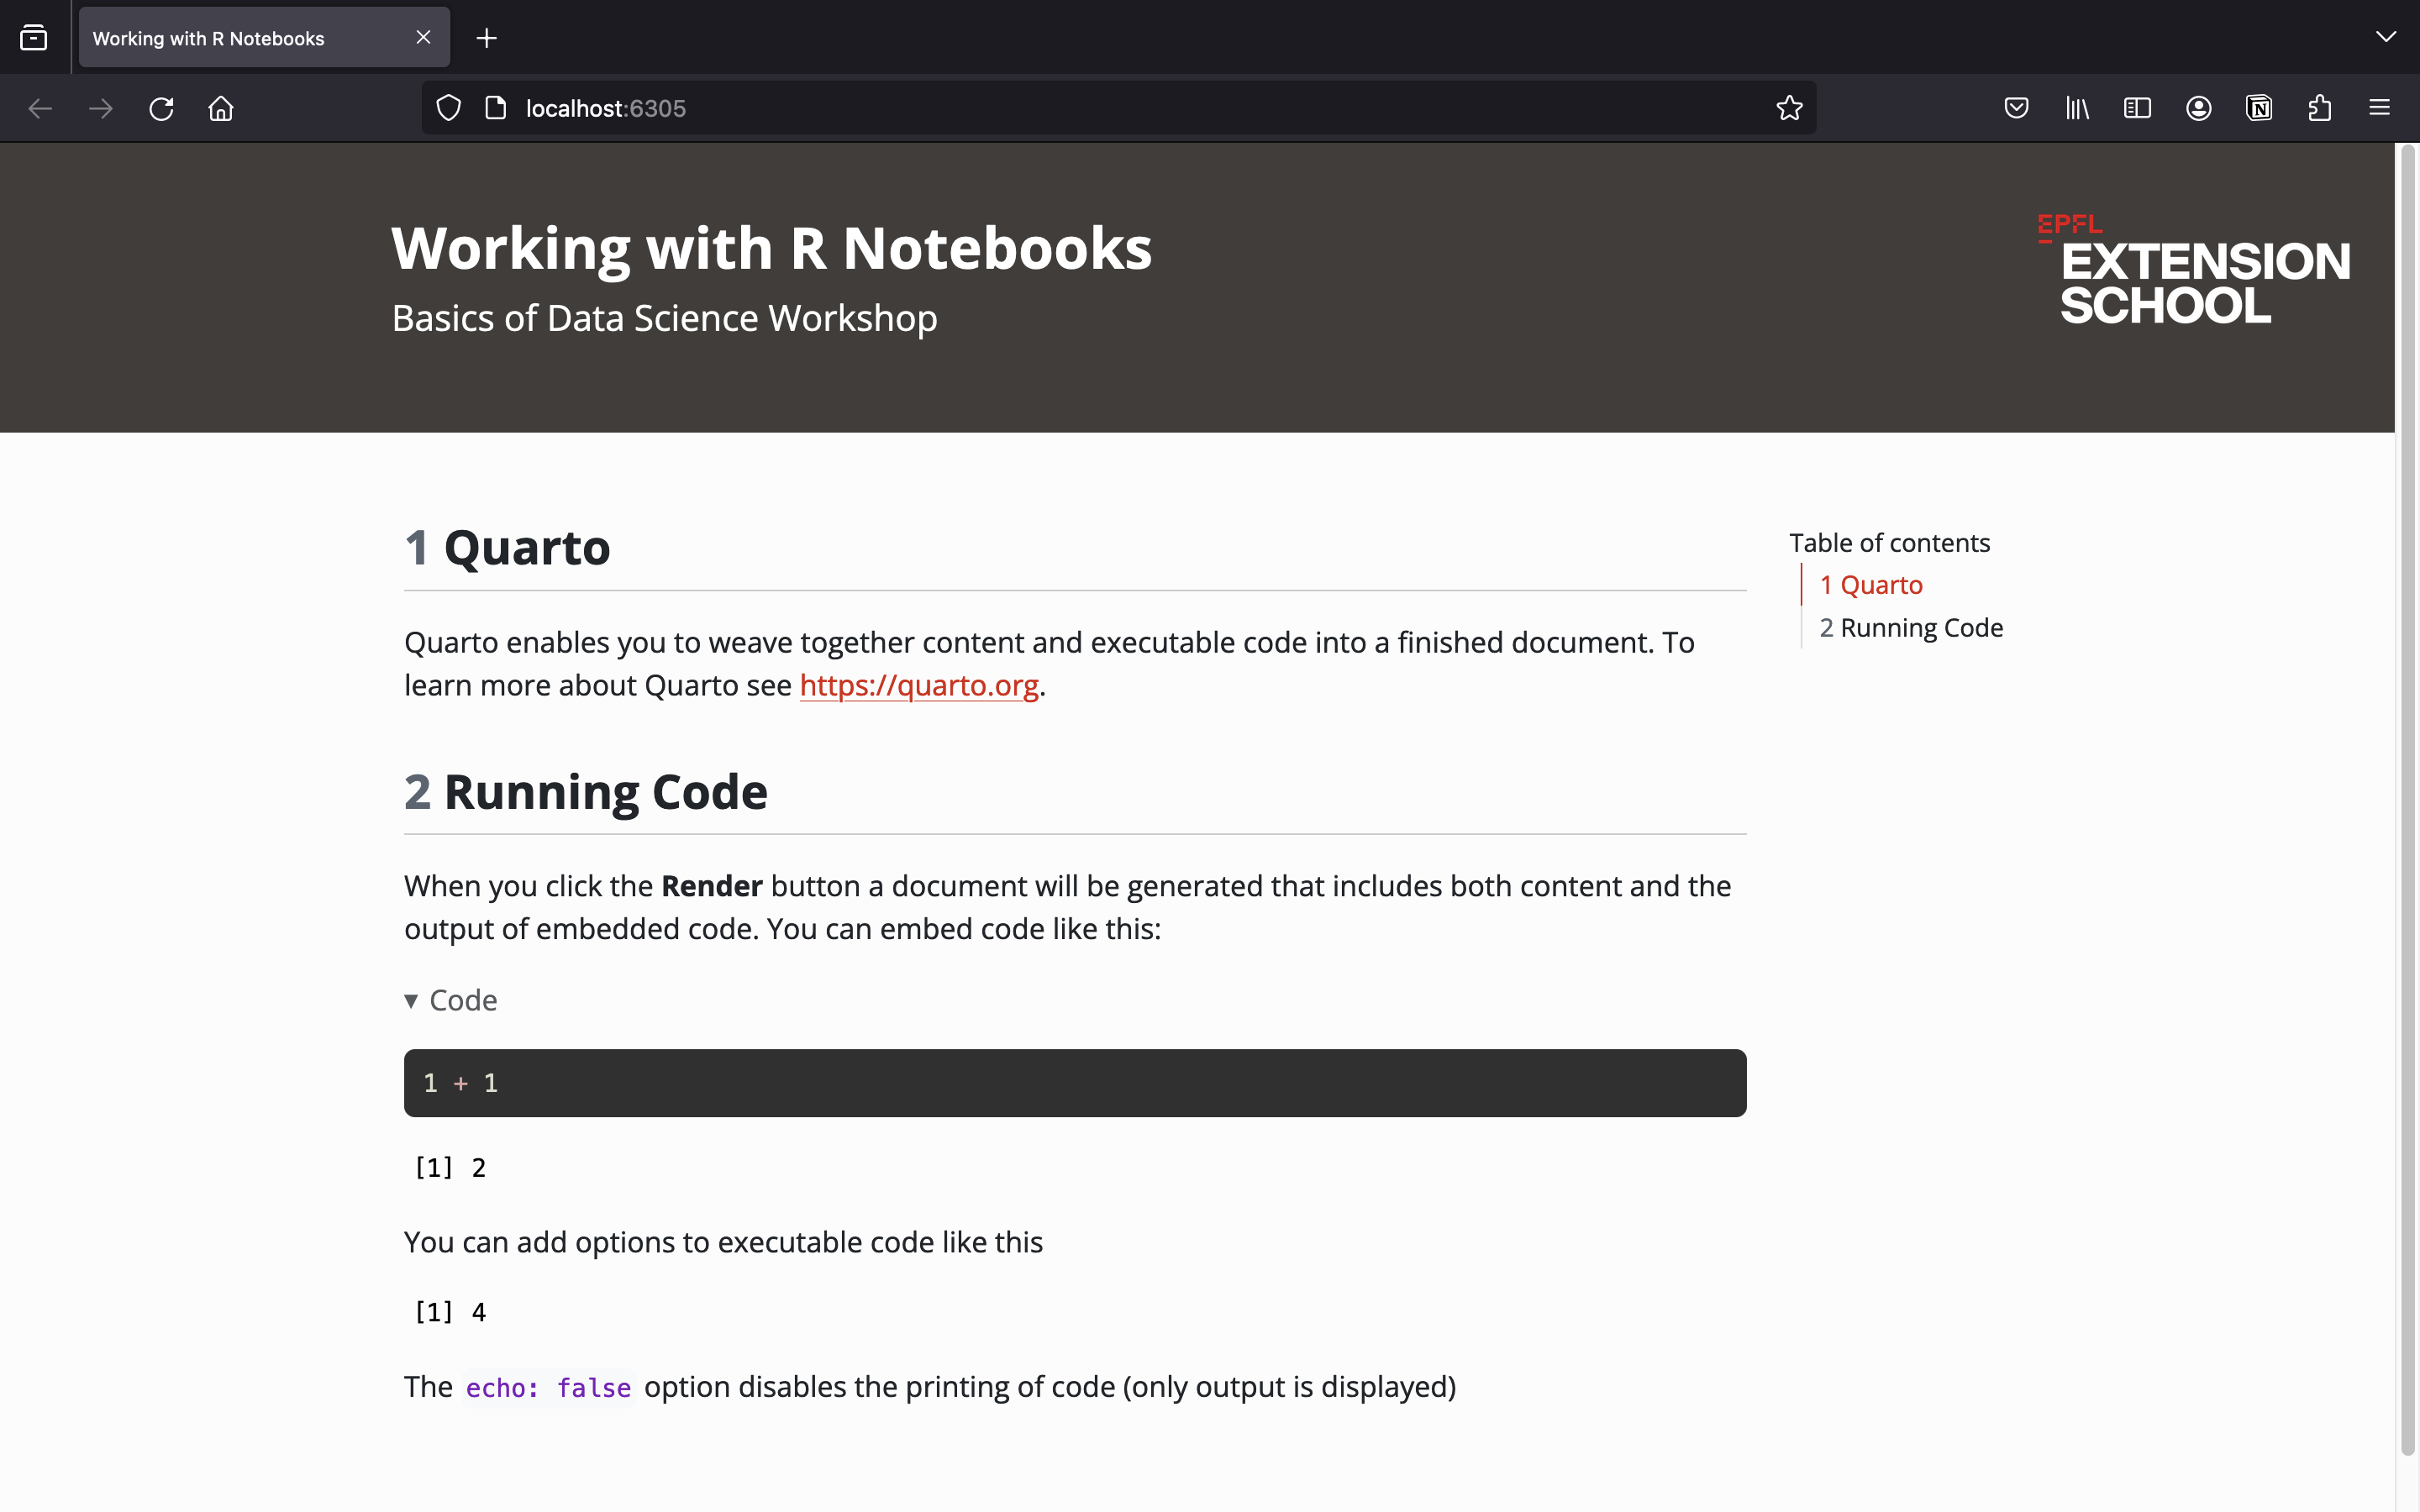 Working with R Notebooks
localhost:6305
Working with R Notebooks
Basics of Data Science Workshop
EPFL
EXTENSION
SCHOOL
1 Quarto
Quarto enables you to weave together content and executable code into a finished document. To
learn more about Quarto see https://quarto.org.
Table of contents
1 Quarto
2 Running Code
2 Running Code
When you click the Render button a document will be generated that includes both content and the
output of embedded code. You can embed code like this:
▼ Code
1 + 1
[1] 2
You can add options to executable code like this
[1] 4
The echo: false option disables the printing of code (only output is displayed)